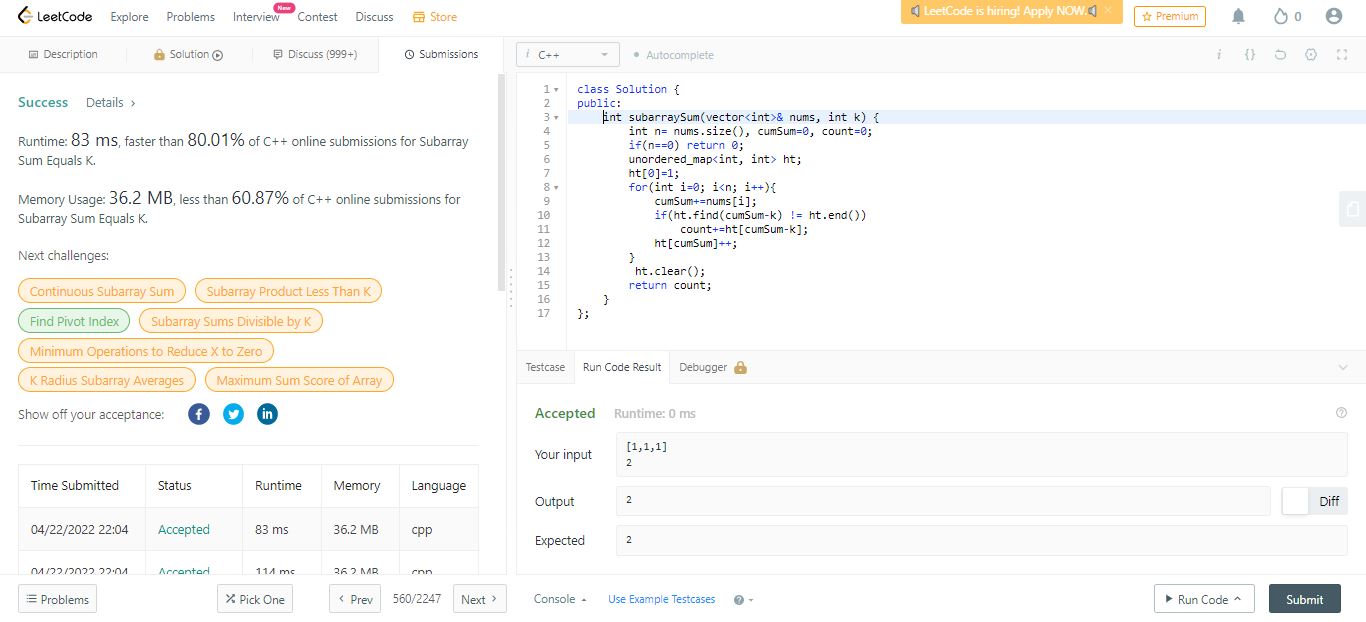 LeetCode Explore Problems Interview New Contest Discuss Store LeetCode is hiring! Apply NOW Premium 0
Description Solution Discuss (999+) Submissions
Success Details >
Runtime: 83 ms, faster than 80.01% of C++ online submissions for Subarray
Sum Equals K.
Memory Usage: 36.2 MB, less than 60.87% of C++ online submissions for
Subarray Sum Equals K.
Next challenges:
Continuous Subarray Sum Subarray Product Less Than K
Find Pivot Index Subarray Sums Divisible by K
Minimum Operations to Reduce X to Zero
K Radius Subarray Averages Maximum Sum Score of Array
Show off your acceptance:
Time Submitted Status Runtime Memory Language
04/22/2022 22:04 Accepted 83 ms 36.2 MB cpp
04/22/2022 22:04 Accepted 114 ms 36.2 MB cpp
Problems Pick One < Prev 560/2247 Next >
i C++ Autocomplete i {}
1 class Solution {
2 public:
3 int subarraySum(vector<int>& nums, int k) {
4 int n= nums.size(), cumSum=0, count=0;
5 if(n==0) return 0;
6 unordered_map<int, int> ht;
7 ht[0]=1;
8 for(int i=0; i<n; i++){
9 cumSum+=nums[i];
10 if(ht.find(cumSum-k) != ht.end())
11 count+=ht[cumSum-k];
12 ht[cumSum]++;
13 }
14 ht.clear();
15 return count;
16 }
17 };
Testcase Run Code Result Debugger
Accepted Runtime: 0 ms
Your input
[1,1,1]
2
Output 2 Diff
Expected 2
Console Use Example Testcases Run Code Submit